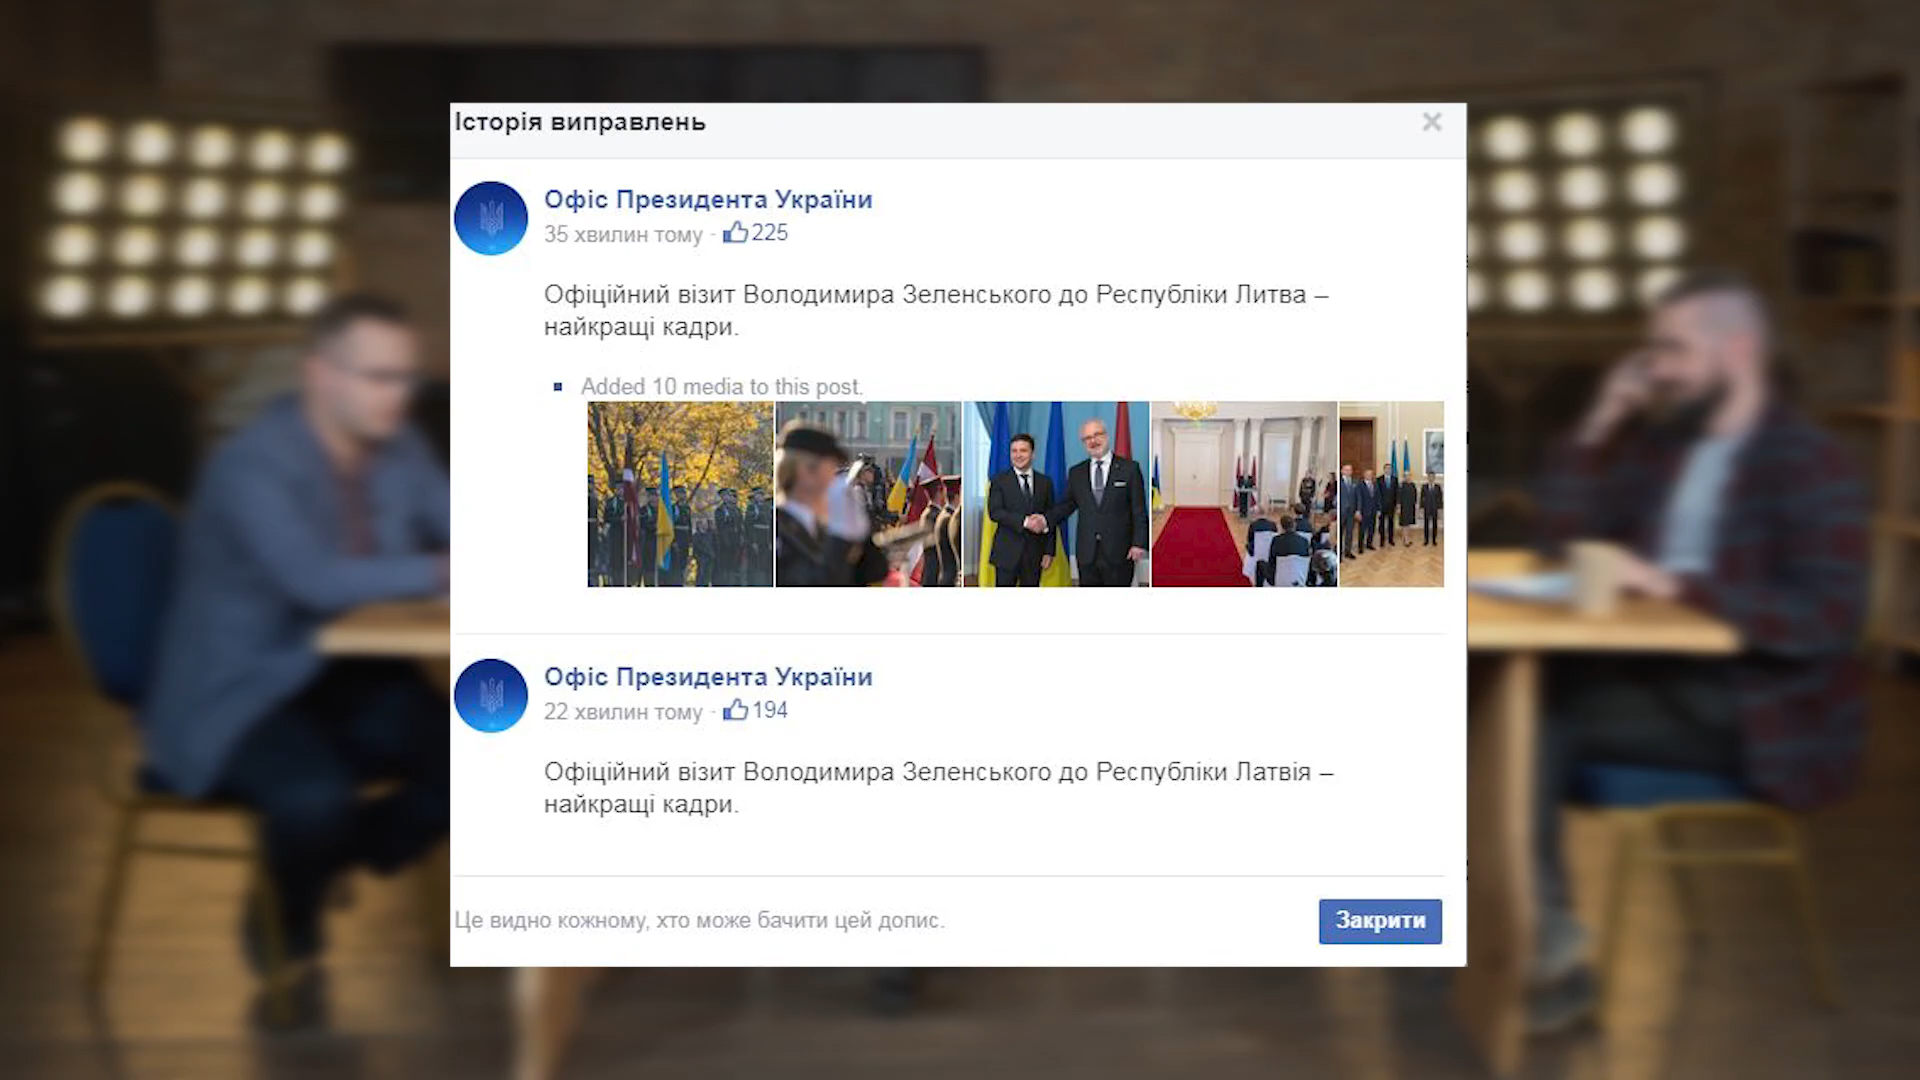 Історія виправлень
Офіс Президента України
35 хвилин тому · 225
Офіційний візит Володимира Зеленського до Республіки Литва –
найкращі кадри.
Added 10 media to this post.
Офіс Президента України
22 хвилин тому · 194
Офіційний візит Володимира Зеленського до Республіки Латвія –
найкращі кадри.
Це видно кожному, хто може бачити цей допис.
Закрити